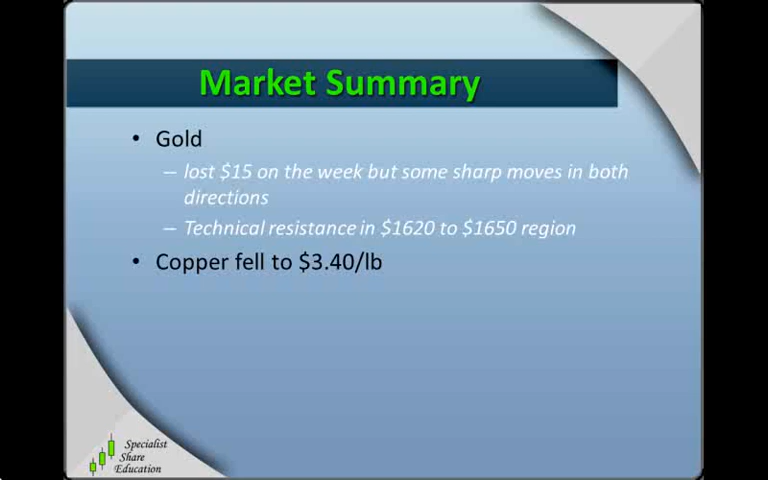 Market Summary
• Gold
– lost $15 on the week but some sharp moves in both
directions
– Technical resistance in $1620 to $1650 region
• Copper fell to $3.40/lb
Specialist
Share
Education